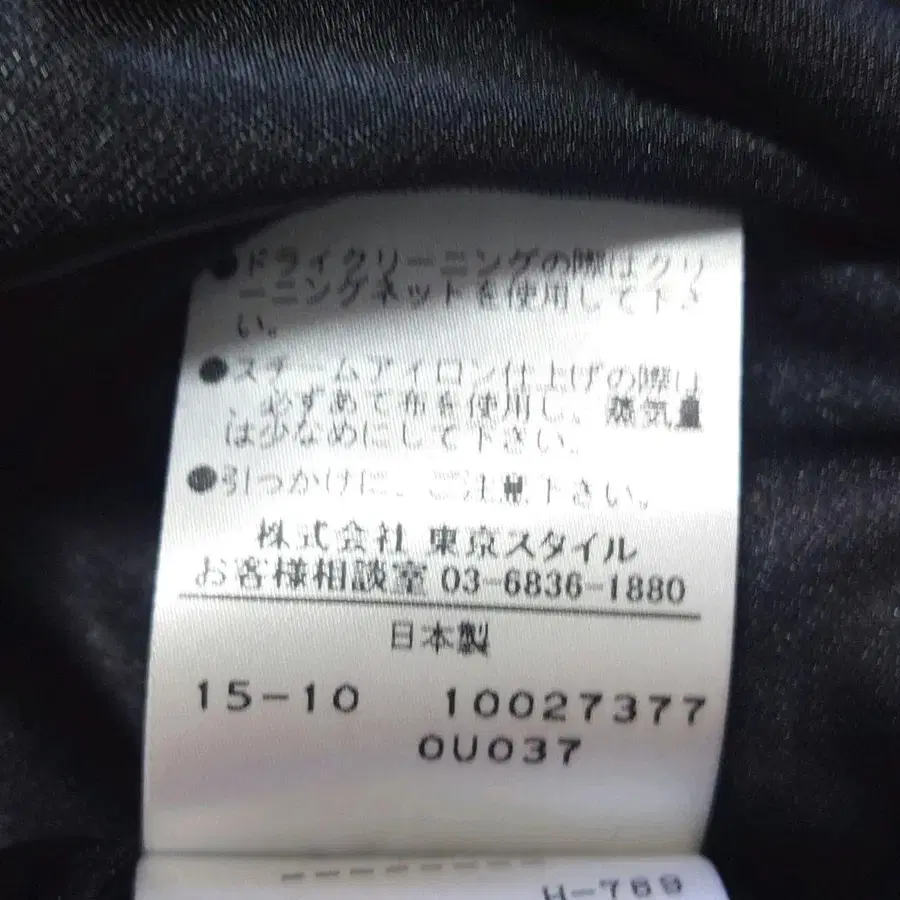 ●ドライクリーニングの際はクリ
ーニングネットを使用して下さ
い。
●スチームアイロン仕上げの際は
、必ずあて布を使用し、蒸気量
は少なめにして下さい。
●引つかけに、ご注意下さい。
株式会社 東京スタイル
お客様相談室 03-6836-1880
日本製
15-10 10027377
0U037
H-789